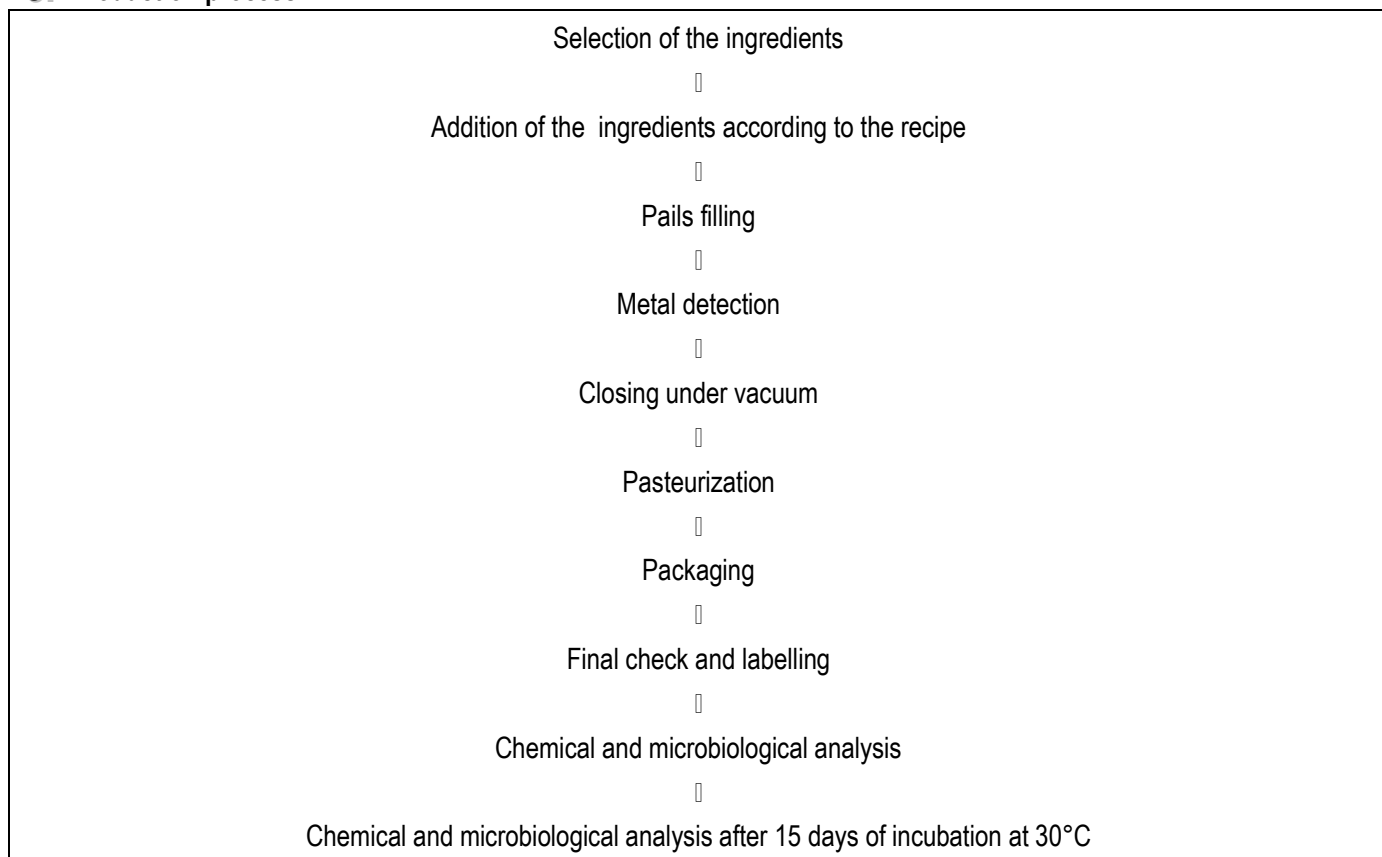 Selection of the ingredients
Addition of the ingredients according to the recipe
Pails filling
Metal detection
Closing under vacuum
Pasteurization
Packaging
Final check and labelling
Chemical and microbiological analysis
Chemical and microbiological analysis after 15 days of incubation at 30°C